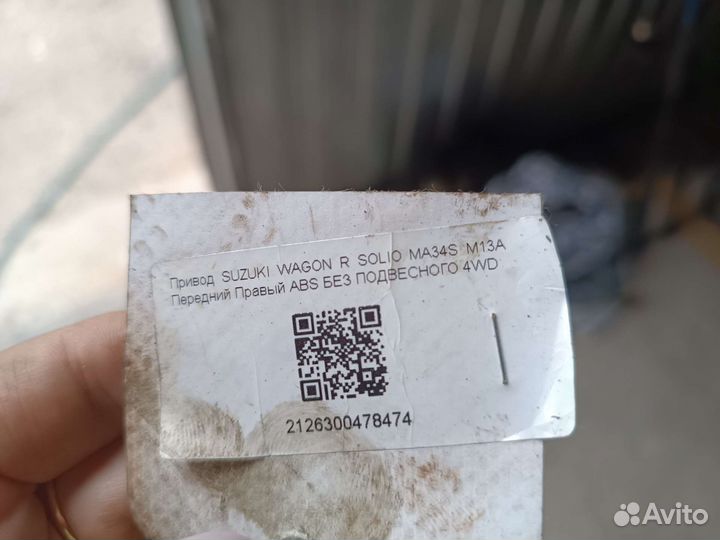 Привод SUZUKI WAGON R SOLIO MA34S M13A
Передний Правый ABS БЕЗ ПОДВЕСНОГО 4WD
2126300478474
Avito